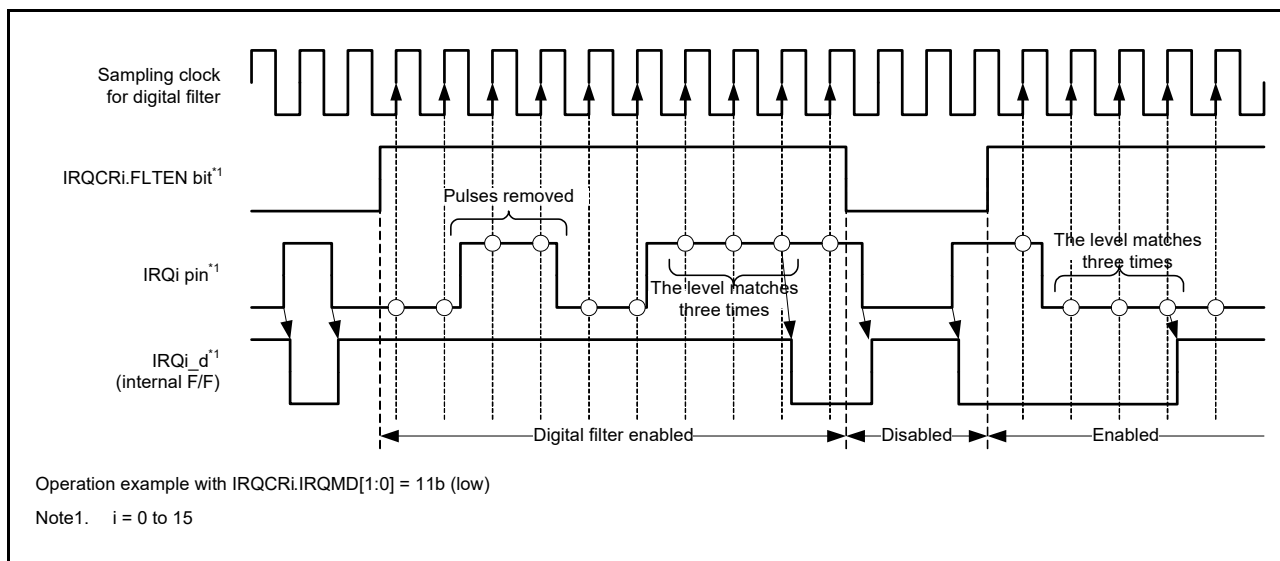 Sampling clock
for digital filter
IRQCRi.FLTEN bit*1
Pulses removed
IRQi pin*1
The level matches
three times
The level matches
three times
IRQi_d*1
(internal F/F)
Digital filter enabled
Disabled
Enabled
Operation example with IRQCRi.IRQMD[1:0] = 11b (low)
Note1. i = 0 to 15